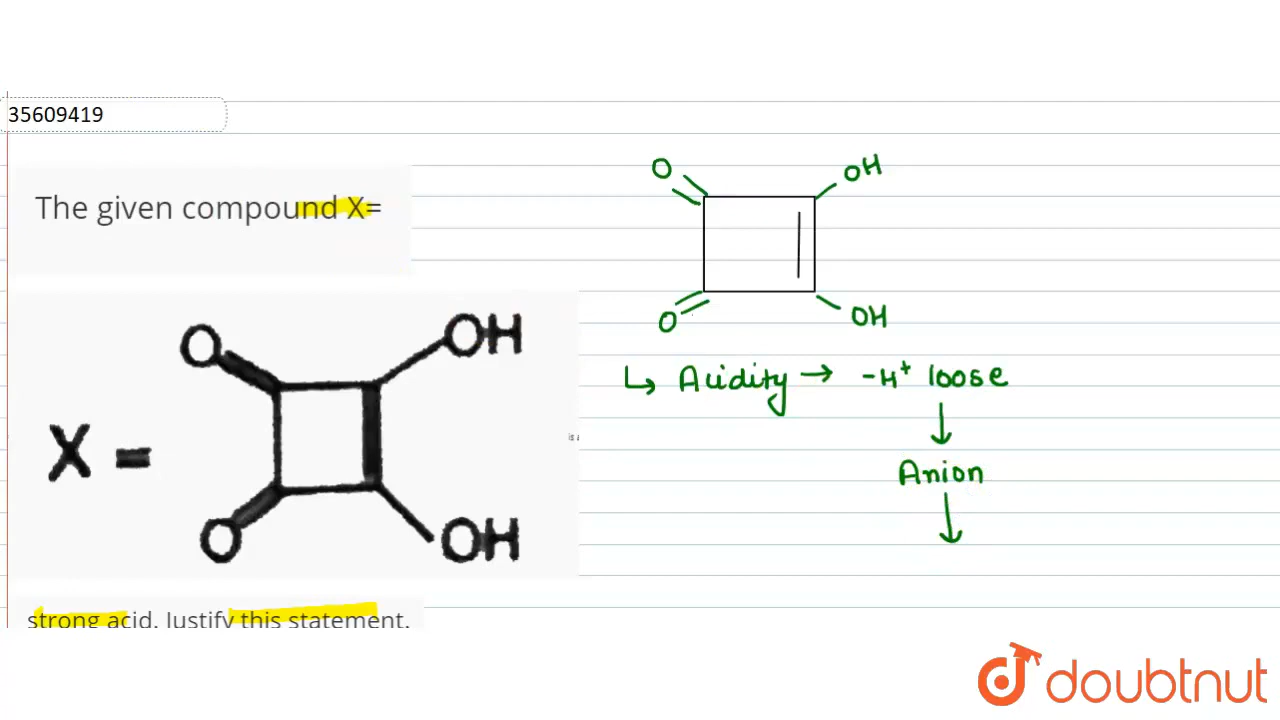 35609419
The given compound X=
O OH
X =
O OH
strong acid. Justify this statement.
O OH
O OH
↳ Acidity → -H⁺ loose
↓
Anion
↓
doubtnut